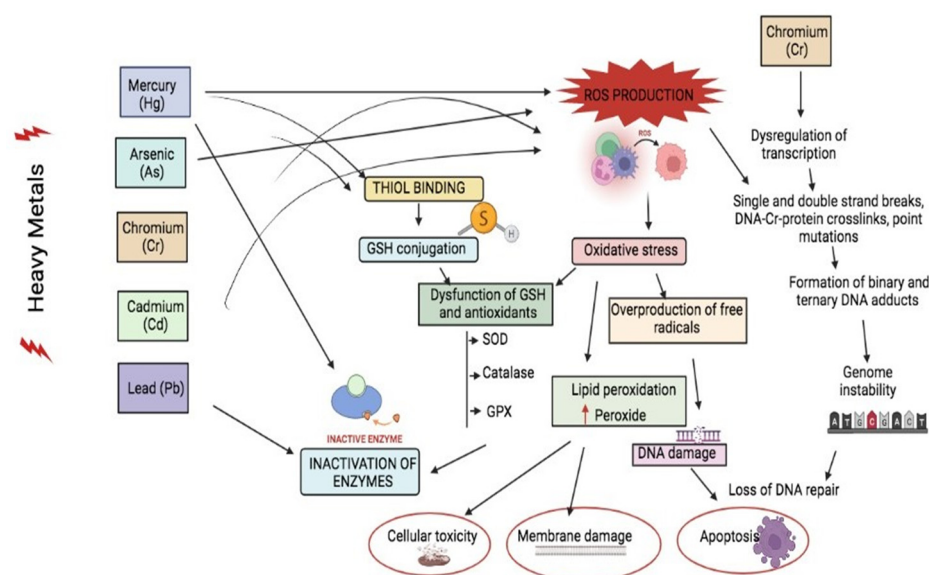 Heavy Metals
Mercury
(Hg)
Arsenic
(As)
Chromium
(Cr)
Cadmium
(Cd)
Lead (Pb)
THIOL BINDING
GSH conjugation
S
H
Dysfunction of GSH
and antioxidants
SOD
Catalase
GPX
INACTIVE ENZYME
INACTIVATION OF
ENZYMES
ROS PRODUCTION
ROS
Oxidative stress
Overproduction of free
radicals
Lipid peroxidation
Peroxide
DNA damage
Cellular toxicity
Membrane damage
Apoptosis
Chromium
(Cr)
Dysregulation of
transcription
Single and double strand breaks,
DNA-Cr-protein crosslinks, point
mutations
Formation of binary and
ternary DNA adducts
Genome
instability
A T G C G A C T
Loss of DNA repair